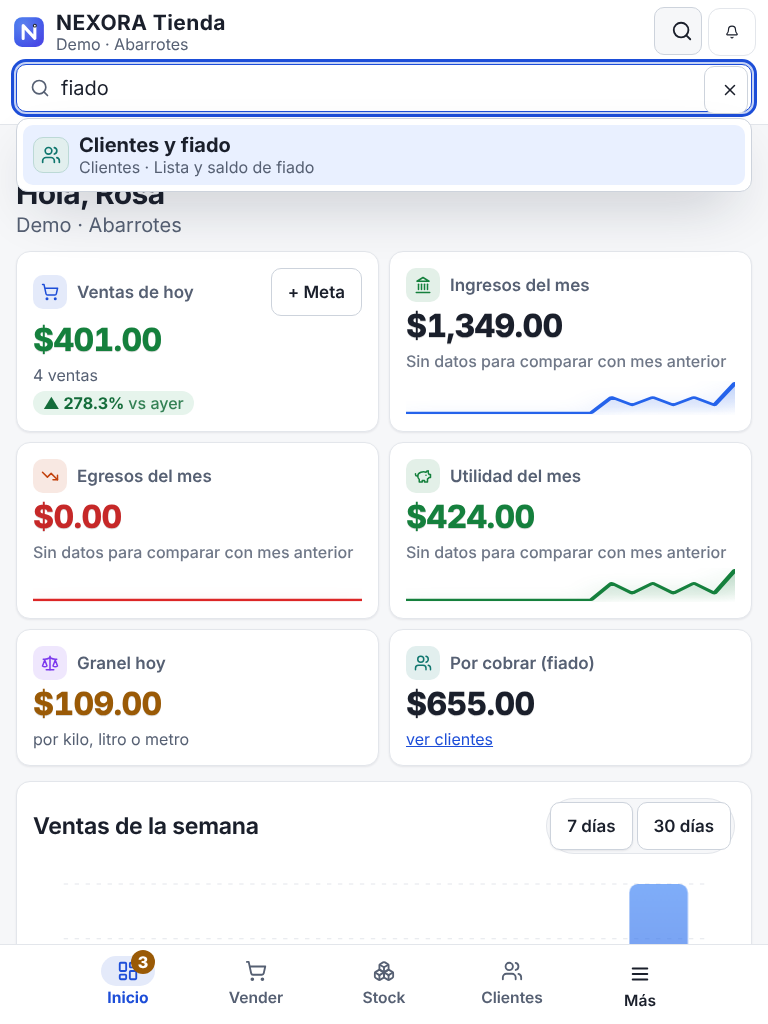 N
NEXORA Tienda
Demo · Abarrotes
fiado
Clientes y fiado
Clientes · Lista y saldo de fiado
Hola, Rosa
Demo · Abarrotes
Ventas de hoy
+ Meta
$401.00
4 ventas
▲ 278.3% vs ayer
Ingresos del mes
$1,349.00
Sin datos para comparar con mes anterior
Egresos del mes
$0.00
Sin datos para comparar con mes anterior
Utilidad del mes
$424.00
Sin datos para comparar con mes anterior
Granel hoy
$109.00
por kilo, litro o metro
Por cobrar (fiado)
$655.00
ver clientes
Ventas de la semana
7 días
30 días
3
Inicio
Vender
Stock
Clientes
Más